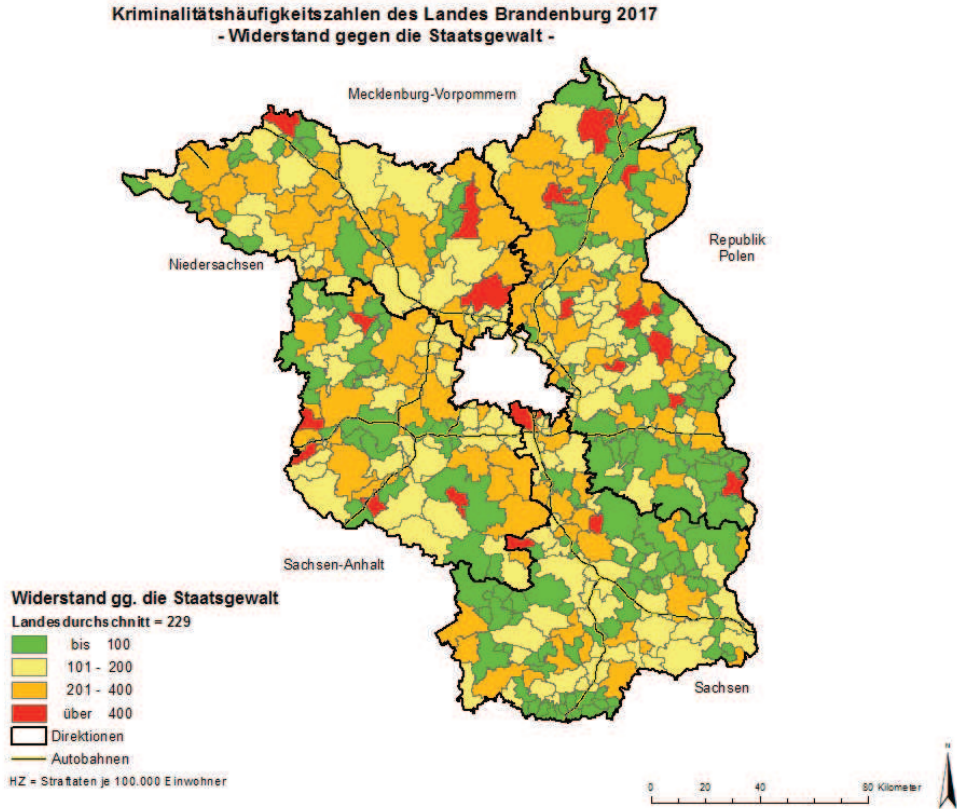 Kriminalitätshäufigkeitszahlen des Landes Brandenburg 2017
- Widerstand gegen die Staatsgewalt -
Mecklenburg-Vorpommern
Republik
Polen
Niedersachsen
Sachsen-Anhalt
Sachsen
Widerstand gg. die Staatsgewalt
Landesdurchschnitt = 229
bis 100
101 - 200
201 - 400
über 400
Direktionen
Autobahnen
HZ = Straftaten je 100.000 Einwohner
N
0 20 40 80 Kilometer